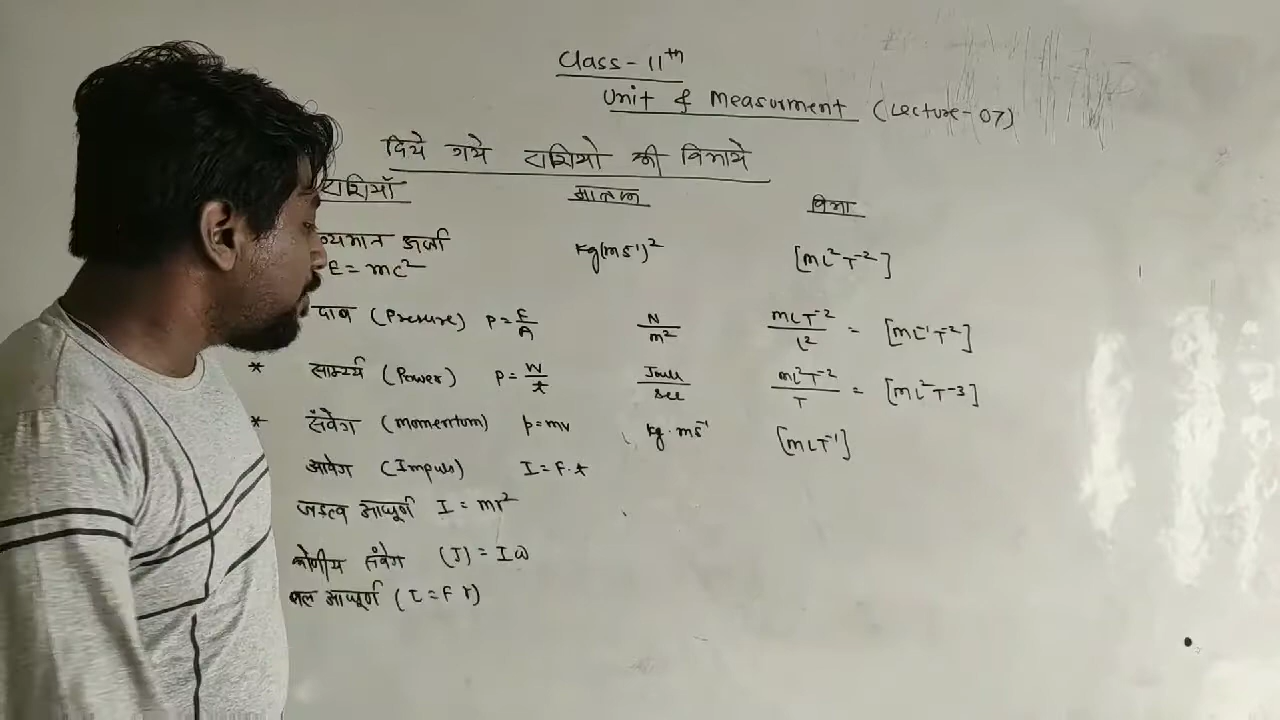 Class - 11th
Unit & Measurment (Lecture - 07)
दिये गये राशियो की विमाये
राशियाँ मात्रक विमा
द्रव्यमान ऊर्जा kg(ms⁻¹)² [ML²T⁻²]
E = mc²
दाब (Pressure) P = F/A N/m² MLT⁻²/L² = [ML⁻¹T⁻²]
* सामर्थ्य (Power) P = W/t Joule/sec ML²T⁻²/T = [ML²T⁻³]
* संवेग (momentum) p = mv kg·ms⁻¹ [MLT⁻¹]
आवेग (Impuls) I = F·t
जडत्व आघूर्ण I = mr²
कोणीय संवेग (J) = Iω
बल आघूर्ण (τ = F r)